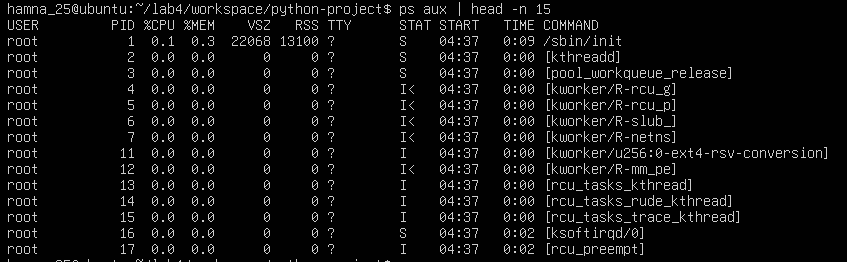 hamna_25@ubuntu:~/lab4/workspace/python-project$ ps aux | head -n 15
USER PID %CPU %MEM VSZ RSS TTY STAT START TIME COMMAND
root 1 0.1 0.3 22068 13100 ? S 04:37 0:09 /sbin/init
root 2 0.0 0.0 0 0 ? S 04:37 0:00 [kthreadd]
root 3 0.0 0.0 0 0 ? S 04:37 0:00 [pool_workqueue_release]
root 4 0.0 0.0 0 0 ? I< 04:37 0:00 [kworker/R-rcu_g]
root 5 0.0 0.0 0 0 ? I< 04:37 0:00 [kworker/R-rcu_p]
root 6 0.0 0.0 0 0 ? I< 04:37 0:00 [kworker/R-slub_]
root 7 0.0 0.0 0 0 ? I< 04:37 0:00 [kworker/R-netns]
root 11 0.0 0.0 0 0 ? I 04:37 0:00 [kworker/u256:0-ext4-rsv-conversion]
root 12 0.0 0.0 0 0 ? I< 04:37 0:00 [kworker/R-mm_pe]
root 13 0.0 0.0 0 0 ? I 04:37 0:00 [rcu_tasks_kthread]
root 14 0.0 0.0 0 0 ? I 04:37 0:00 [rcu_tasks_rude_kthread]
root 15 0.0 0.0 0 0 ? I 04:37 0:00 [rcu_tasks_trace_kthread]
root 16 0.0 0.0 0 0 ? S 04:37 0:02 [ksoftirqd/0]
root 17 0.0 0.0 0 0 ? I 04:37 0:02 [rcu_preempt]